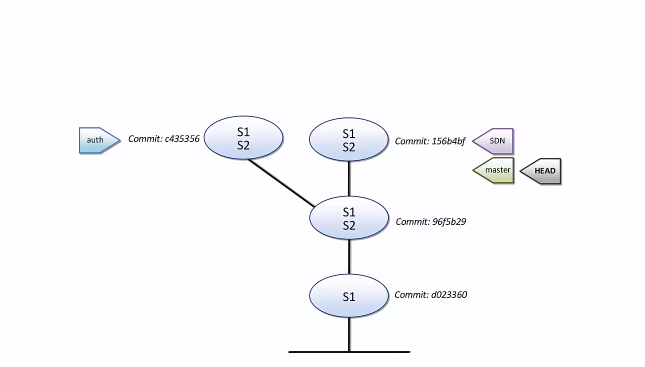 auth
Commit: c435356
S1
S2
S1
S2
Commit: 156b4bf
SDN
master
HEAD
S1
S2
Commit: 96f5b29
S1
Commit: d023360